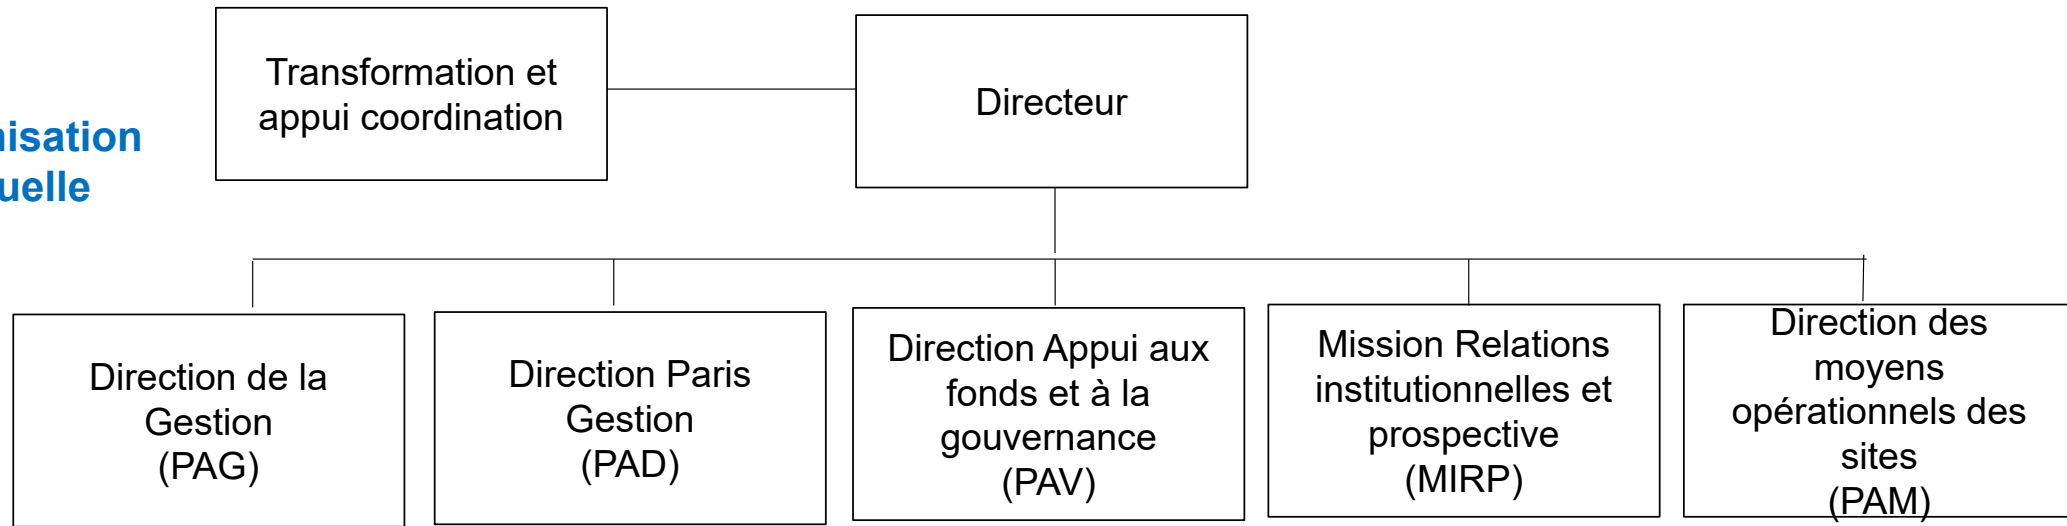 Transformation et
appui coordination
Directeur
nisation
uelle
Direction de la
Gestion
(PAG)
Direction Paris
Gestion
(PAD)
Direction Appui aux
fonds et à la
gouvernance
(PAV)
Mission Relations
institutionnelles et
prospective
(MIRP)
Direction des
moyens
opérationnels des
sites
(PAM)